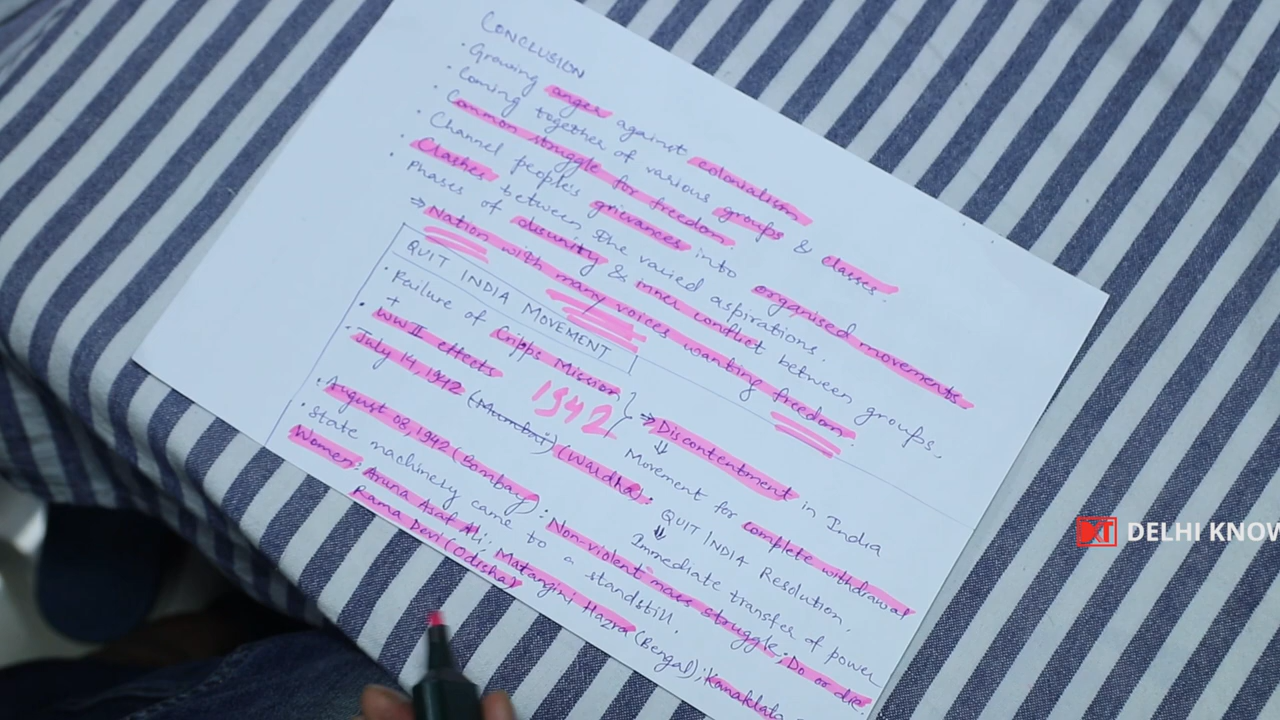 CONCLUSION
· Growing anger against colonialism
· Coming together of various groups & classes.
Common struggle for freedom.
· Channel people's grievances into organised movements
· Clashes between the varied aspirations.
· Phases of disunity & inner conflict between groups.
⇒ Nation with many voices wanting freedom.
QUIT INDIA MOVEMENT
· Failure of Cripps Mission
+
· WW II effects
1942
} ⇒ Discontentment in India
⇓
Movement for complete withdrawal
· July 14, 1942 (Mumbai) (Wardha). QUIT INDIA Resolution.
⇓
Immediate transfer of power
· August 08, 1942 (Bombay) : Non-violent mass struggle; Do or die.
· State machinery came to a standstill.
Women: Aruna Asaf Ali, Matangini Hazra (Bengal); Kanaklata
Rama Devi (Odisha)
DELHI KNOW